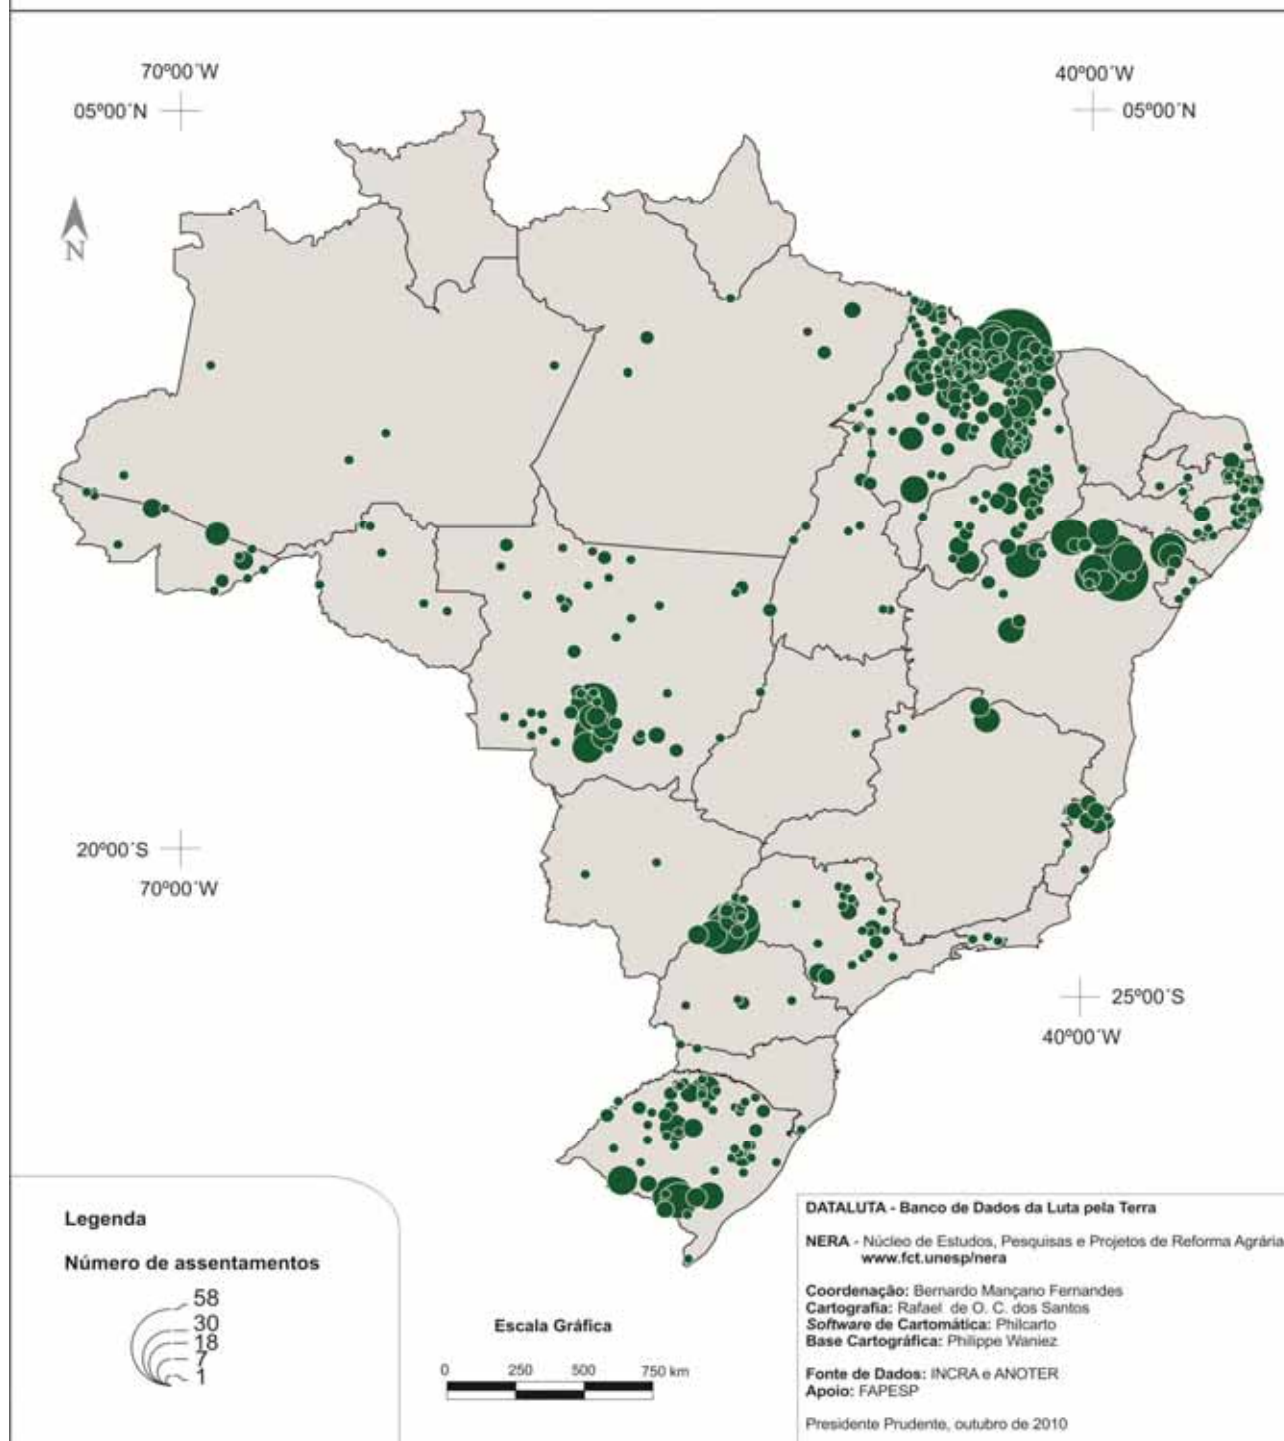 70º00´W
40º00´W
05º00´N
05º00´N
N
20º00´S
70º00´W
25º00´S
40º00´W
Legenda
Número de assentamentos
58
30
18
7
1
Escala Gráfica
0 250 500 750 km
DATALUTA - Banco de Dados da Luta pela Terra
NERA - Núcleo de Estudos, Pesquisas e Projetos de Reforma Agrária
www.fct.unesp/nera
Coordenação: Bernardo Mançano Fernandes
Cartografia: Rafael de O. C. dos Santos
Software de Cartomática: Philcarto
Base Cartográfica: Philippe Waniez
Fonte de Dados: INCRA e ANOTER
Apoio: FAPESP
Presidente Prudente, outubro de 2010